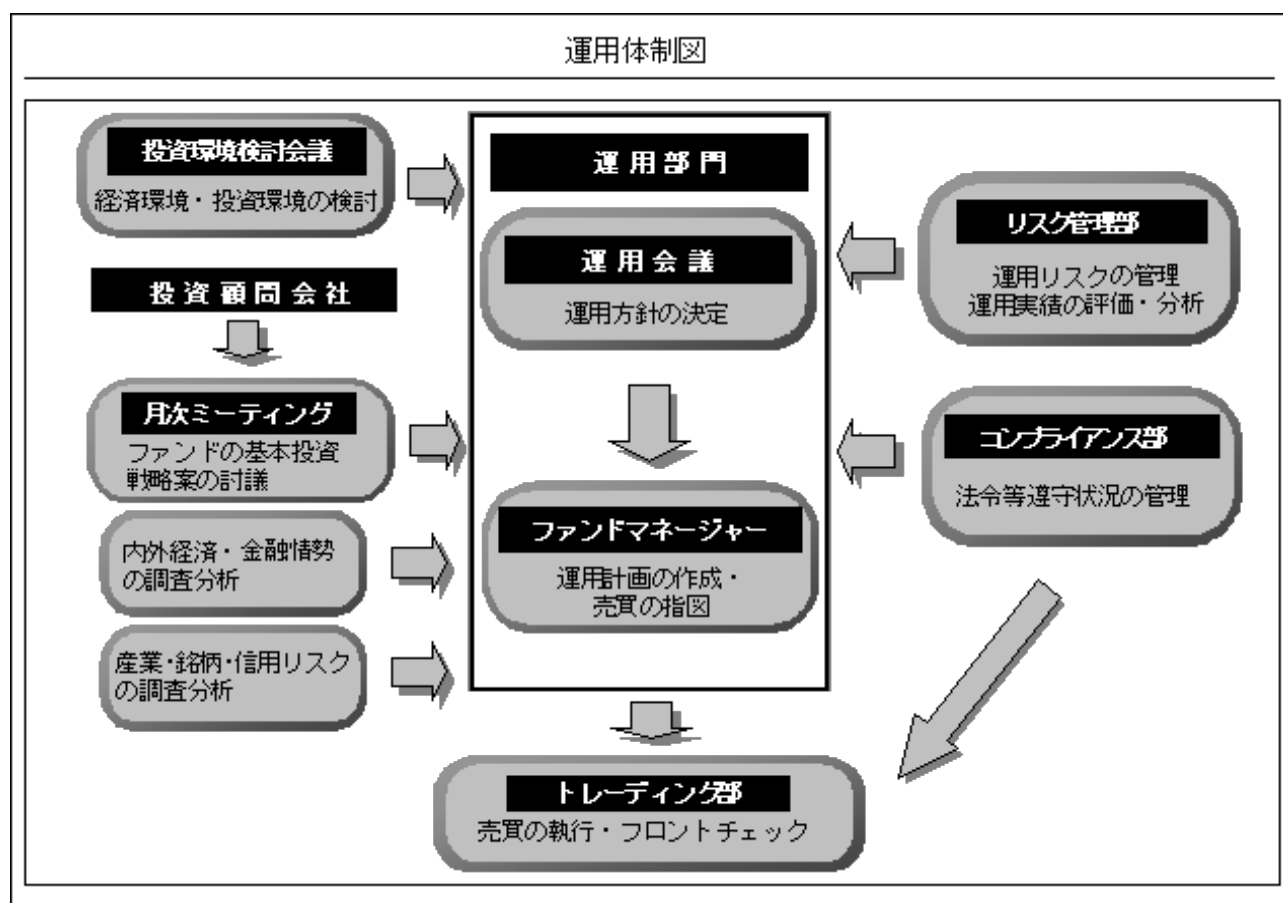 運用体制図
投資環境検討会議
経済環境・投資環境の検討
投資顧問会社
月次ミーティング
ファンドの基本投資
戦略案の討議
内外経済・金融情勢
の調査分析
産業・銘柄・信用リスク
の調査分析
運用部門
運用会議
運用方針の決定
ファンドマネージャー
運用計画の作成・
売買の指図
リスク管理部
運用リスクの管理
運用実績の評価・分析
コンプライアンス部
法令等遵守状況の管理
トレーディング部
売買の執行・フロントチェック